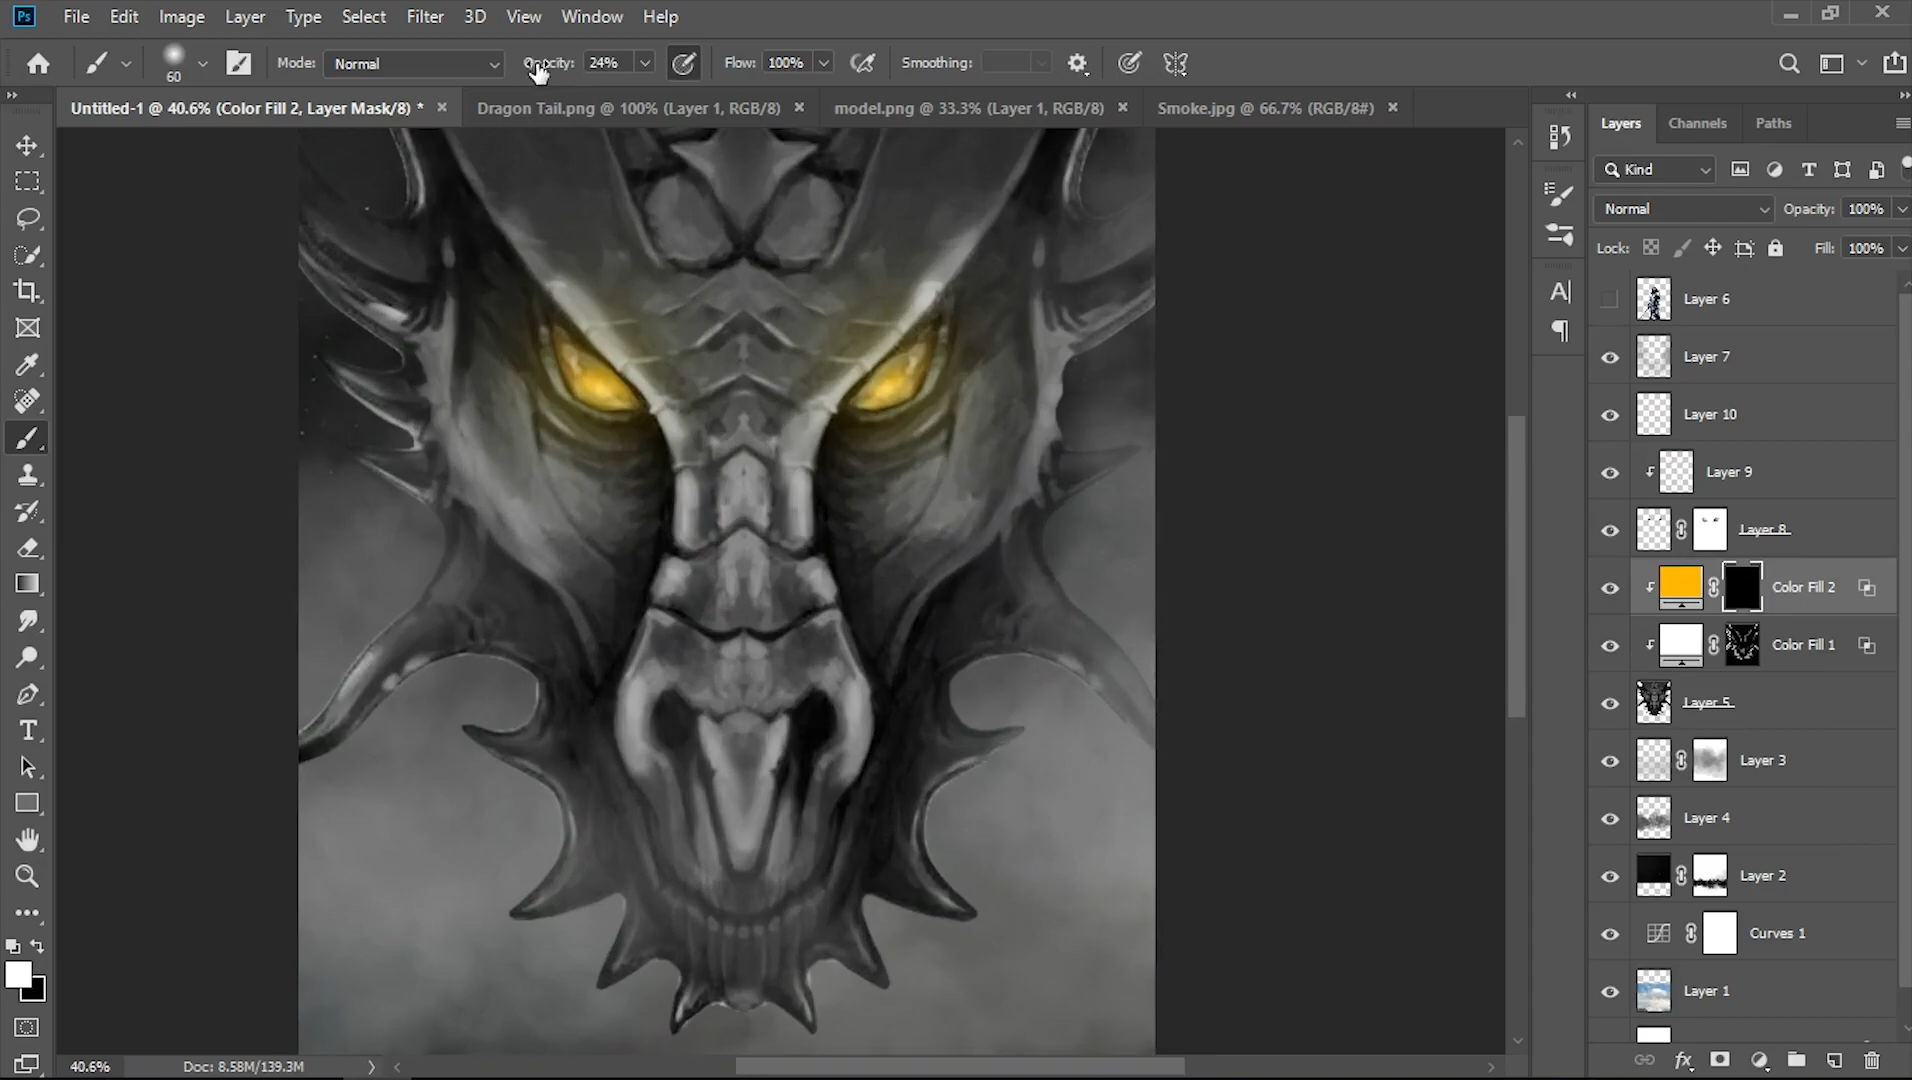 Ps File Edit Image Layer Type Select Filter 3D View Window Help
60 Mode: Normal Opacity: 24% Flow: 100% Smoothing:
Untitled-1 @ 40.6% (Color Fill 2, Layer Mask/8) * Dragon Tail.png @ 100% (Layer 1, RGB/8) model.png @ 33.3% (Layer 1, RGB/8) Smoke.jpg @ 66.7% (RGB/8#)
Layers Channels Paths
Kind
Normal Opacity: 100%
Lock: Fill: 100%
Layer 6
Layer 7
Layer 10
Layer 9
Layer 8
Color Fill 2
Color Fill 1
Layer 5
Layer 3
Layer 4
Layer 2
Curves 1
Layer 1
40.6% Doc: 8.58M/139.3M